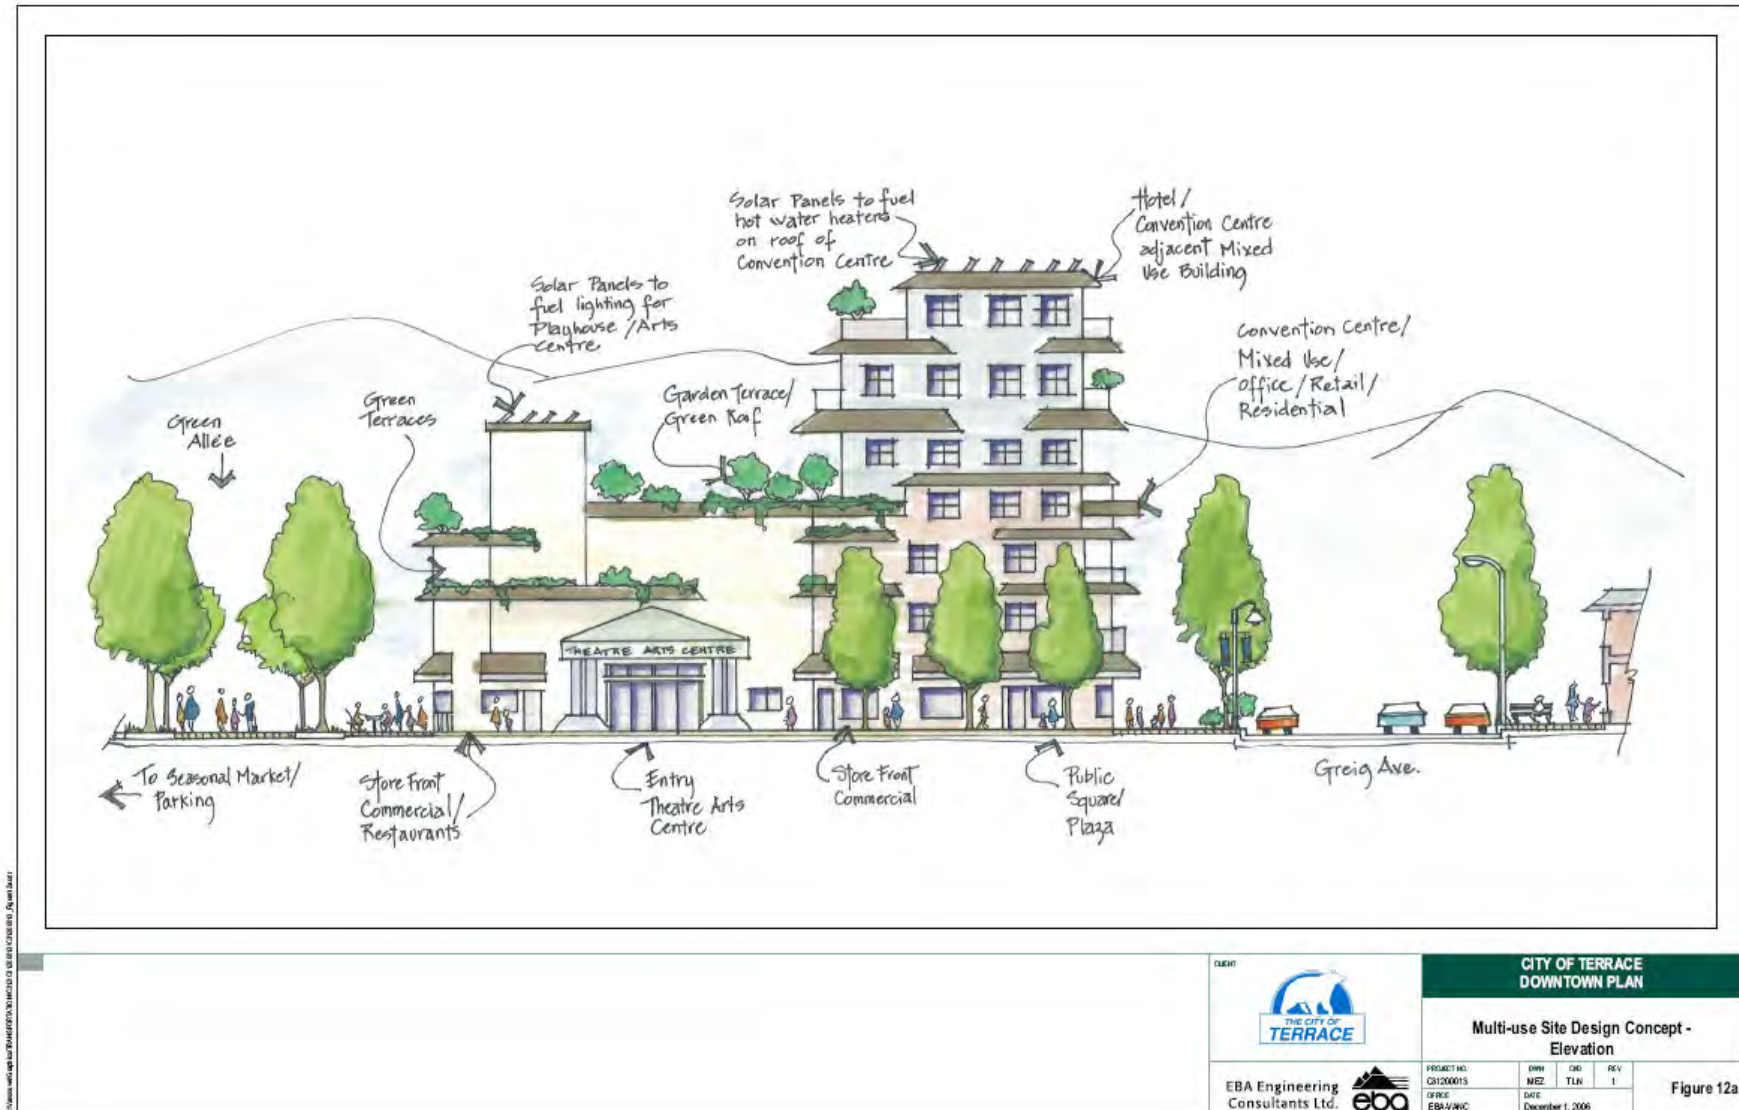 Solar Panels to fuel
hot water heaters
on roof of
Convention Centre
Hotel/
Convention Centre
adjacent Mixed
Use Building
Solar Panels to
fuel lighting for
Playhouse/Arts
Centre
Convention Centre/
Mixed Use/
Office/Retail/
Residential
Green
Allée
Green
Terraces
Garden Terrace/
Green Roof
THEATRE ARTS CENTRE
To Seasonal Market/
Parking
Store Front
Commercial/
Restaurants
Entry
Theatre Arts
Centre
Store Front
Commercial
Public
Square/
Plaza
Greig Ave.
CLIENT
THE CITY OF
TERRACE
CITY OF TERRACE
DOWNTOWN PLAN
Multi-use Site Design Concept -
Elevation
EBA Engineering
Consultants Ltd.
eba
PROJECT NO.
C31200013
DWN
MEZ
CKD
TLN
REV
1
OFFICE
EBA-VANC
DATE
December 1, 2006
Figure 12a